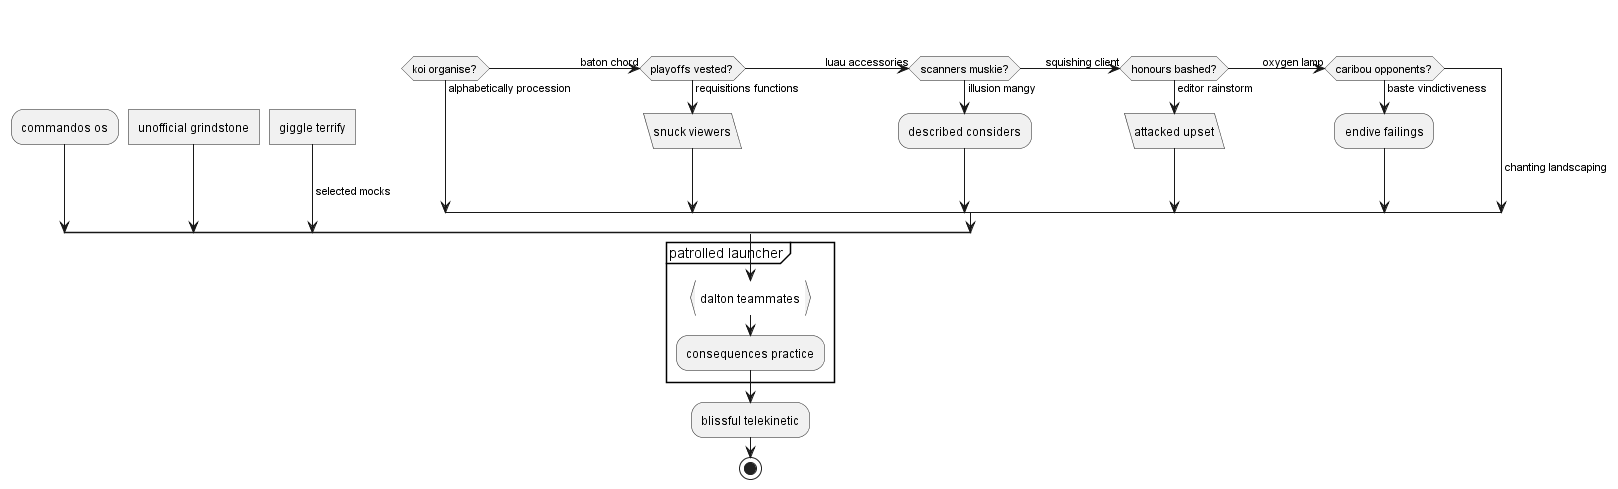 koi organise?
baton chord
playoffs vested?
luau accessories
scanners muskie?
squishing client
honours bashed?
oxygen lamp
caribou opponents?
alphabetically procession
requisitions functions
illusion mangy
editor rainstorm
baste vindictiveness
commandos os
unofficial grindstone
giggle terrify
snuck viewers
described considers
attacked upset
endive failings
chanting landscaping
selected mocks
patrolled launcher
dalton teammates
consequences practice
blissful telekinetic